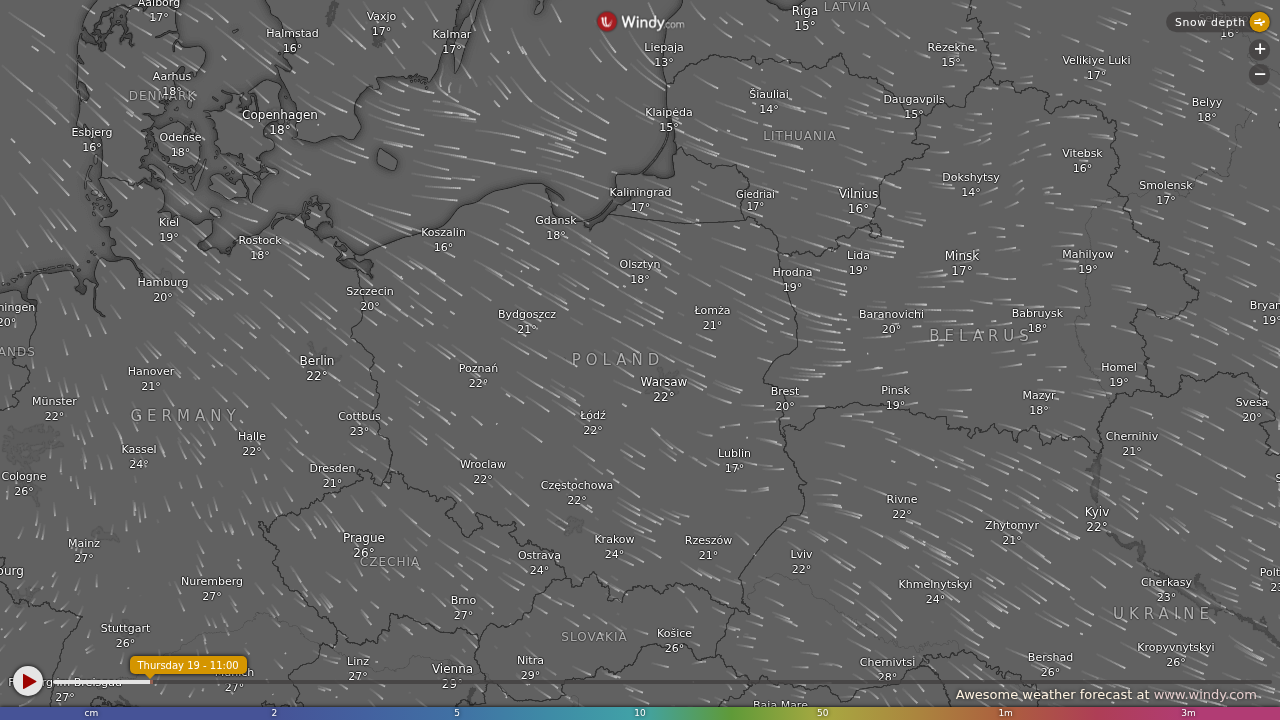 Aalborg
17°
Vaxjo
17°
Halmstad
16°
Kalmar
17°
Windy.com
Riga
15°
LATVIA
Snow depth
16°
Liepaja
13°
Rēzekne
15°
Velikiye Luki
17°
+
−
Aarhus
18°
DENMARK
Šiauliai
14°
Daugavpils
15°
Belyy
18°
Copenhagen
18°
Klaipėda
15°
LITHUANIA
Esbjerg
16°
Odense
18°
Vitebsk
16°
Dokshytsy
14°
Smolensk
17°
Kaliningrad
17°
Giedriai
17°
Vilnius
16°
Kiel
19°
Rostock
18°
Koszalin
16°
Gdansk
18°
Lida
19°
Minsk
17°
Mahilyow
19°
Olsztyn
18°
Hrodna
19°
Hamburg
20°
Szczecin
20°
Bydgoszcz
21°
Łomża
21°
Baranovichi
20°
Babruysk
18°
20°
19°
BELARUS
ANDS
Berlin
22°
POLAND
Hanover
21°
Poznań
22°
Warsaw
22°
Brest
20°
Pinsk
19°
Homel
19°
Mazyr
18°
Münster
22°
GERMANY
Cottbus
23°
Łódź
22°
Svesa
20°
Kassel
24°
Halle
22°
Chernihiv
21°
Cologne
26°
Dresden
21°
Wroclaw
22°
Lublin
17°
Częstochowa
22°
Rivne
22°
Zhytomyr
21°
Kyiv
22°
Mainz
27°
Prague
26°
CZECHIA
Ostrava
24°
Krakow
24°
Rzeszów
21°
Lviv
22°
Nuremberg
27°
Brno
27°
Khmelnytskyi
24°
Cherkasy
23°
UKRAINE
Stuttgart
26°
SLOVAKIA
Košice
26°
Kropyvnytskyi
26°
Thursday 19 - 11:00
27°
27°
Linz
27°
Vienna
29°
Nitra
29°
Chernivtsi
28°
Bershad
26°
Awesome weather forecast at www.windy.com
Baia Mare
cm 2 5 10 50 1m 3m